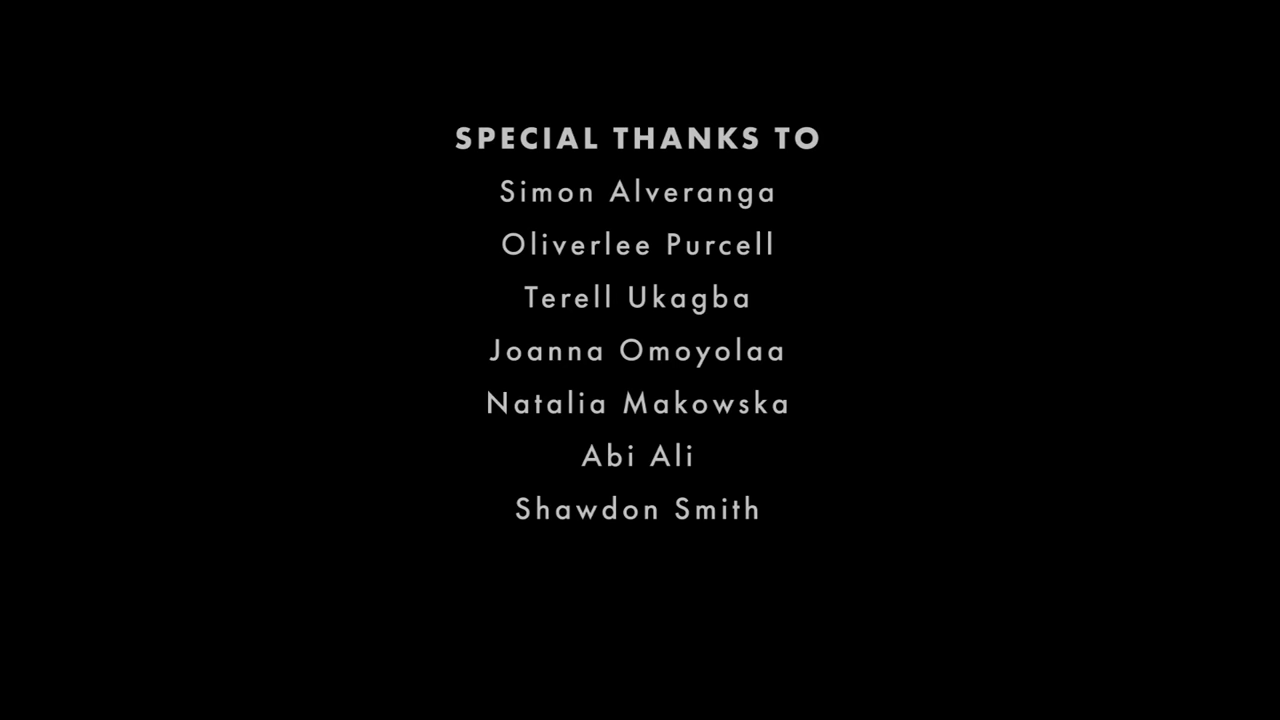 SPECIAL THANKS TO
Simon Alveranga
Oliverlee Purcell
Terell Ukagba
Joanna Omoyolaa
Natalia Makowska
Abi Ali
Shawdon Smith